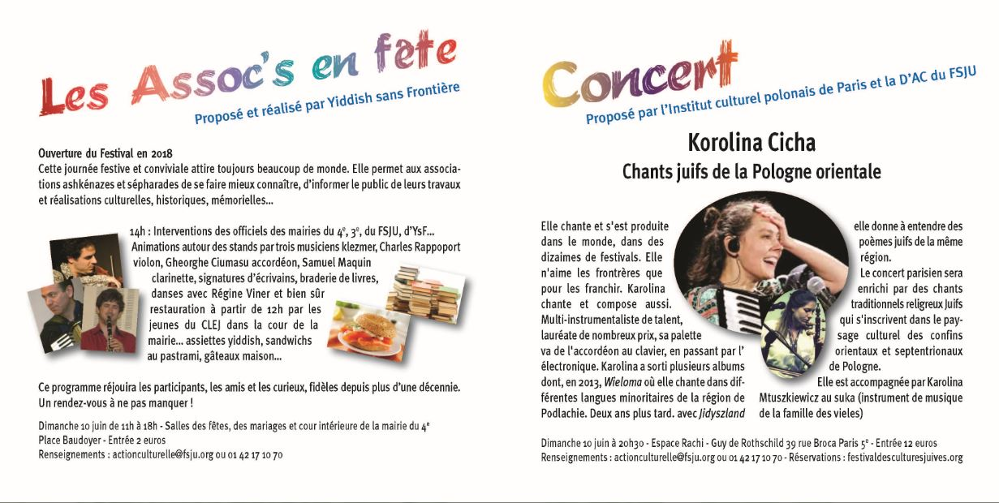 Les Assoc's en fête
Proposé et réalisé par Yiddish sans Frontière
Ouverture du Festival en 2018
Cette journée festive et conviviale attire toujours beaucoup de monde. Elle permet aux associa-
tions ashkénazes et sépharades de se faire mieux connaître, d'informer le public de leurs travaux
et réalisations culturelles, historiques, mémorielles...
14h : Interventions des officiels des mairies du 4e, 3e, du FSJU, d'YsF...
Animations autour des stands par trois musiciens klezmer, Charles Rappoport
violon, Gheorghe Ciumasu accordéon, Samuel Maquin
clarinette, signatures d'écrivains, braderie de livres,
danses avec Régine Viner et bien sûr
restauration à partir de 12h par les
jeunes du CLEJ dans la cour de la
mairie... assiettes yiddish, sandwichs
au pastrami, gâteaux maison...
Ce programme réjouira les participants, les amis et les curieux, fidèles depuis plus d'une décennie.
Un rendez-vous à ne pas manquer !
Dimanche 10 juin de 11h à 18h - Salles des fêtes, des mariages et cour intérieure de la mairie du 4e
Place Baudoyer - Entrée 2 euros
Renseignements : actionculturelle@fsju.org ou 01 42 17 10 70
Concert
Proposé par l'Institut culturel polonais de Paris et la D'AC du FSJU
Korolina Cicha
Chants juifs de la Pologne orientale
Elle chante et s'est produite
dans le monde, dans des
dizaimes de festivals. Elle
n'aime les frontrères que
pour les franchir. Karolina
chante et compose aussi.
Multi-instrumentaliste de talent,
lauréate de nombreux prix, sa palette
va de l'accordéon au clavier, en passant par l'
électronique. Karolina a sorti plusieurs albums
dont, en 2013, Wieloma où elle chante dans dif-
férentes langues minoritaires de la région de
Podlachie. Deux ans plus tard. avec Jidyszland
elle donne à entendre des
poèmes juifs de la même
région.
Le concert parisien sera
enrichi par des chants
traditionnels religreux Juifs
qui s'inscrivent dans le pay-
sage culturel des confins
orientaux et septentrionaux
de Pologne.
Elle est accompagnée par Karolina
Mtuszkiewicz au suka (instrument de musique
de la famille des vieles)
Dimanche 10 juin à 20h30 - Espace Rachi - Guy de Rothschild 39 rue Broca Paris 5e - Entrée 12 euros
Renseignements : actionculturelle@fsju.org ou 01 42 17 10 70 - Réservations : festivaldesculturesjuives.org